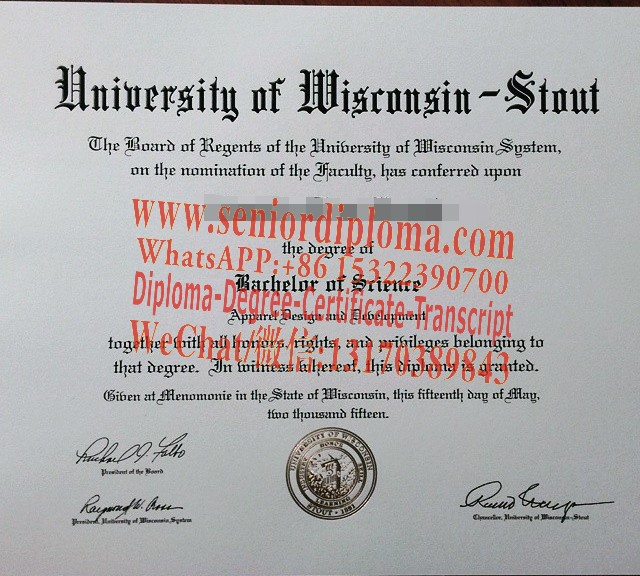 University of Wisconsin-Stout
The Board of Regents of the University of Wisconsin System,
on the nomination of the Faculty, has conferred upon
www.seniordiploma.com
the degree of
WhatsAPP:+86 15322390700
Bachelor of Science
Diploma-Degree-Certificate-Transcript
Apparel Design and Development
together with all honors, rights, and privileges belonging to
WeChat/微信:13170389843
that degree. In witness whereof, this diploma is granted.
Given at Menomonie in the State of Wisconsin, this fifteenth day of May,
two thousand fifteen.
President of the Board
President, University of Wisconsin System
Chancellor, University of Wisconsin-Stout
UNIVERSITY OF WISCONSIN
STOUT • 1891